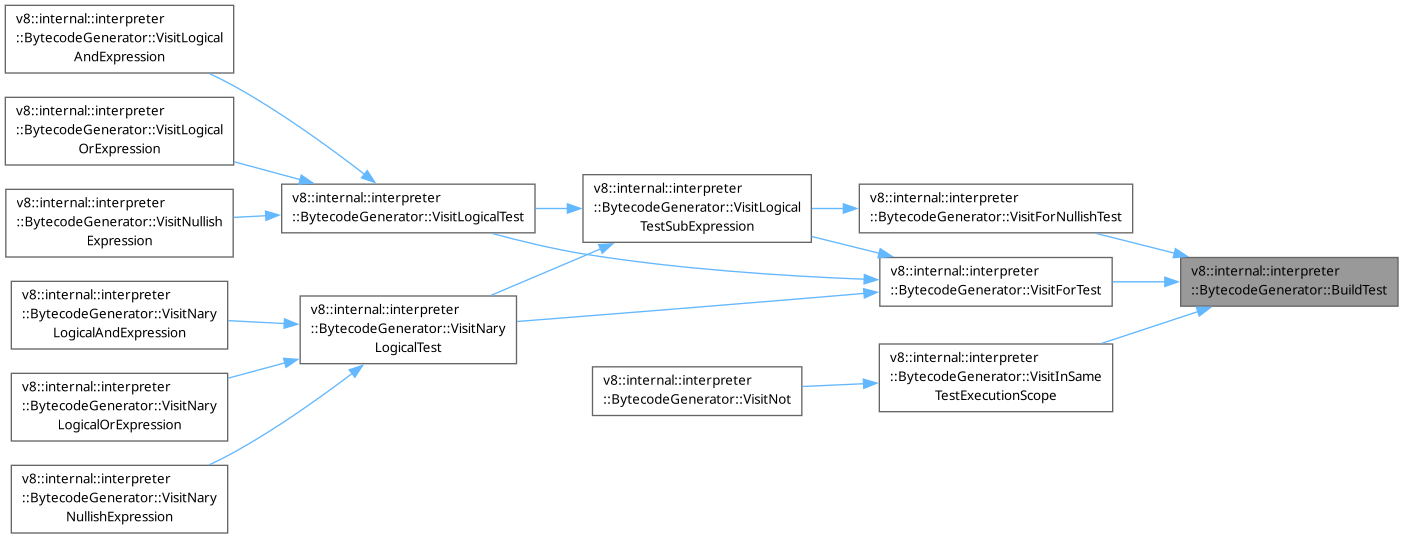 v8::internal::interpreter
::BytecodeGenerator::VisitLogical
AndExpression
v8::internal::interpreter
::BytecodeGenerator::VisitLogical
OrExpression
v8::internal::interpreter
::BytecodeGenerator::VisitNullish
Expression
v8::internal::interpreter
::BytecodeGenerator::VisitNary
LogicalAndExpression
v8::internal::interpreter
::BytecodeGenerator::VisitNary
LogicalOrExpression
v8::internal::interpreter
::BytecodeGenerator::VisitNary
NullishExpression
v8::internal::interpreter
::BytecodeGenerator::VisitLogicalTest
v8::internal::interpreter
::BytecodeGenerator::VisitNary
LogicalTest
v8::internal::interpreter
::BytecodeGenerator::VisitLogical
TestSubExpression
v8::internal::interpreter
::BytecodeGenerator::VisitNot
v8::internal::interpreter
::BytecodeGenerator::VisitForNullishTest
v8::internal::interpreter
::BytecodeGenerator::VisitForTest
v8::internal::interpreter
::BytecodeGenerator::VisitInSame
TestExecutionScope
v8::internal::interpreter
::BytecodeGenerator::BuildTest